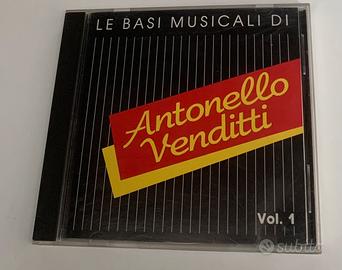 LE BASI MUSICALI DI
Antonello
Venditti
Vol. 1
subito